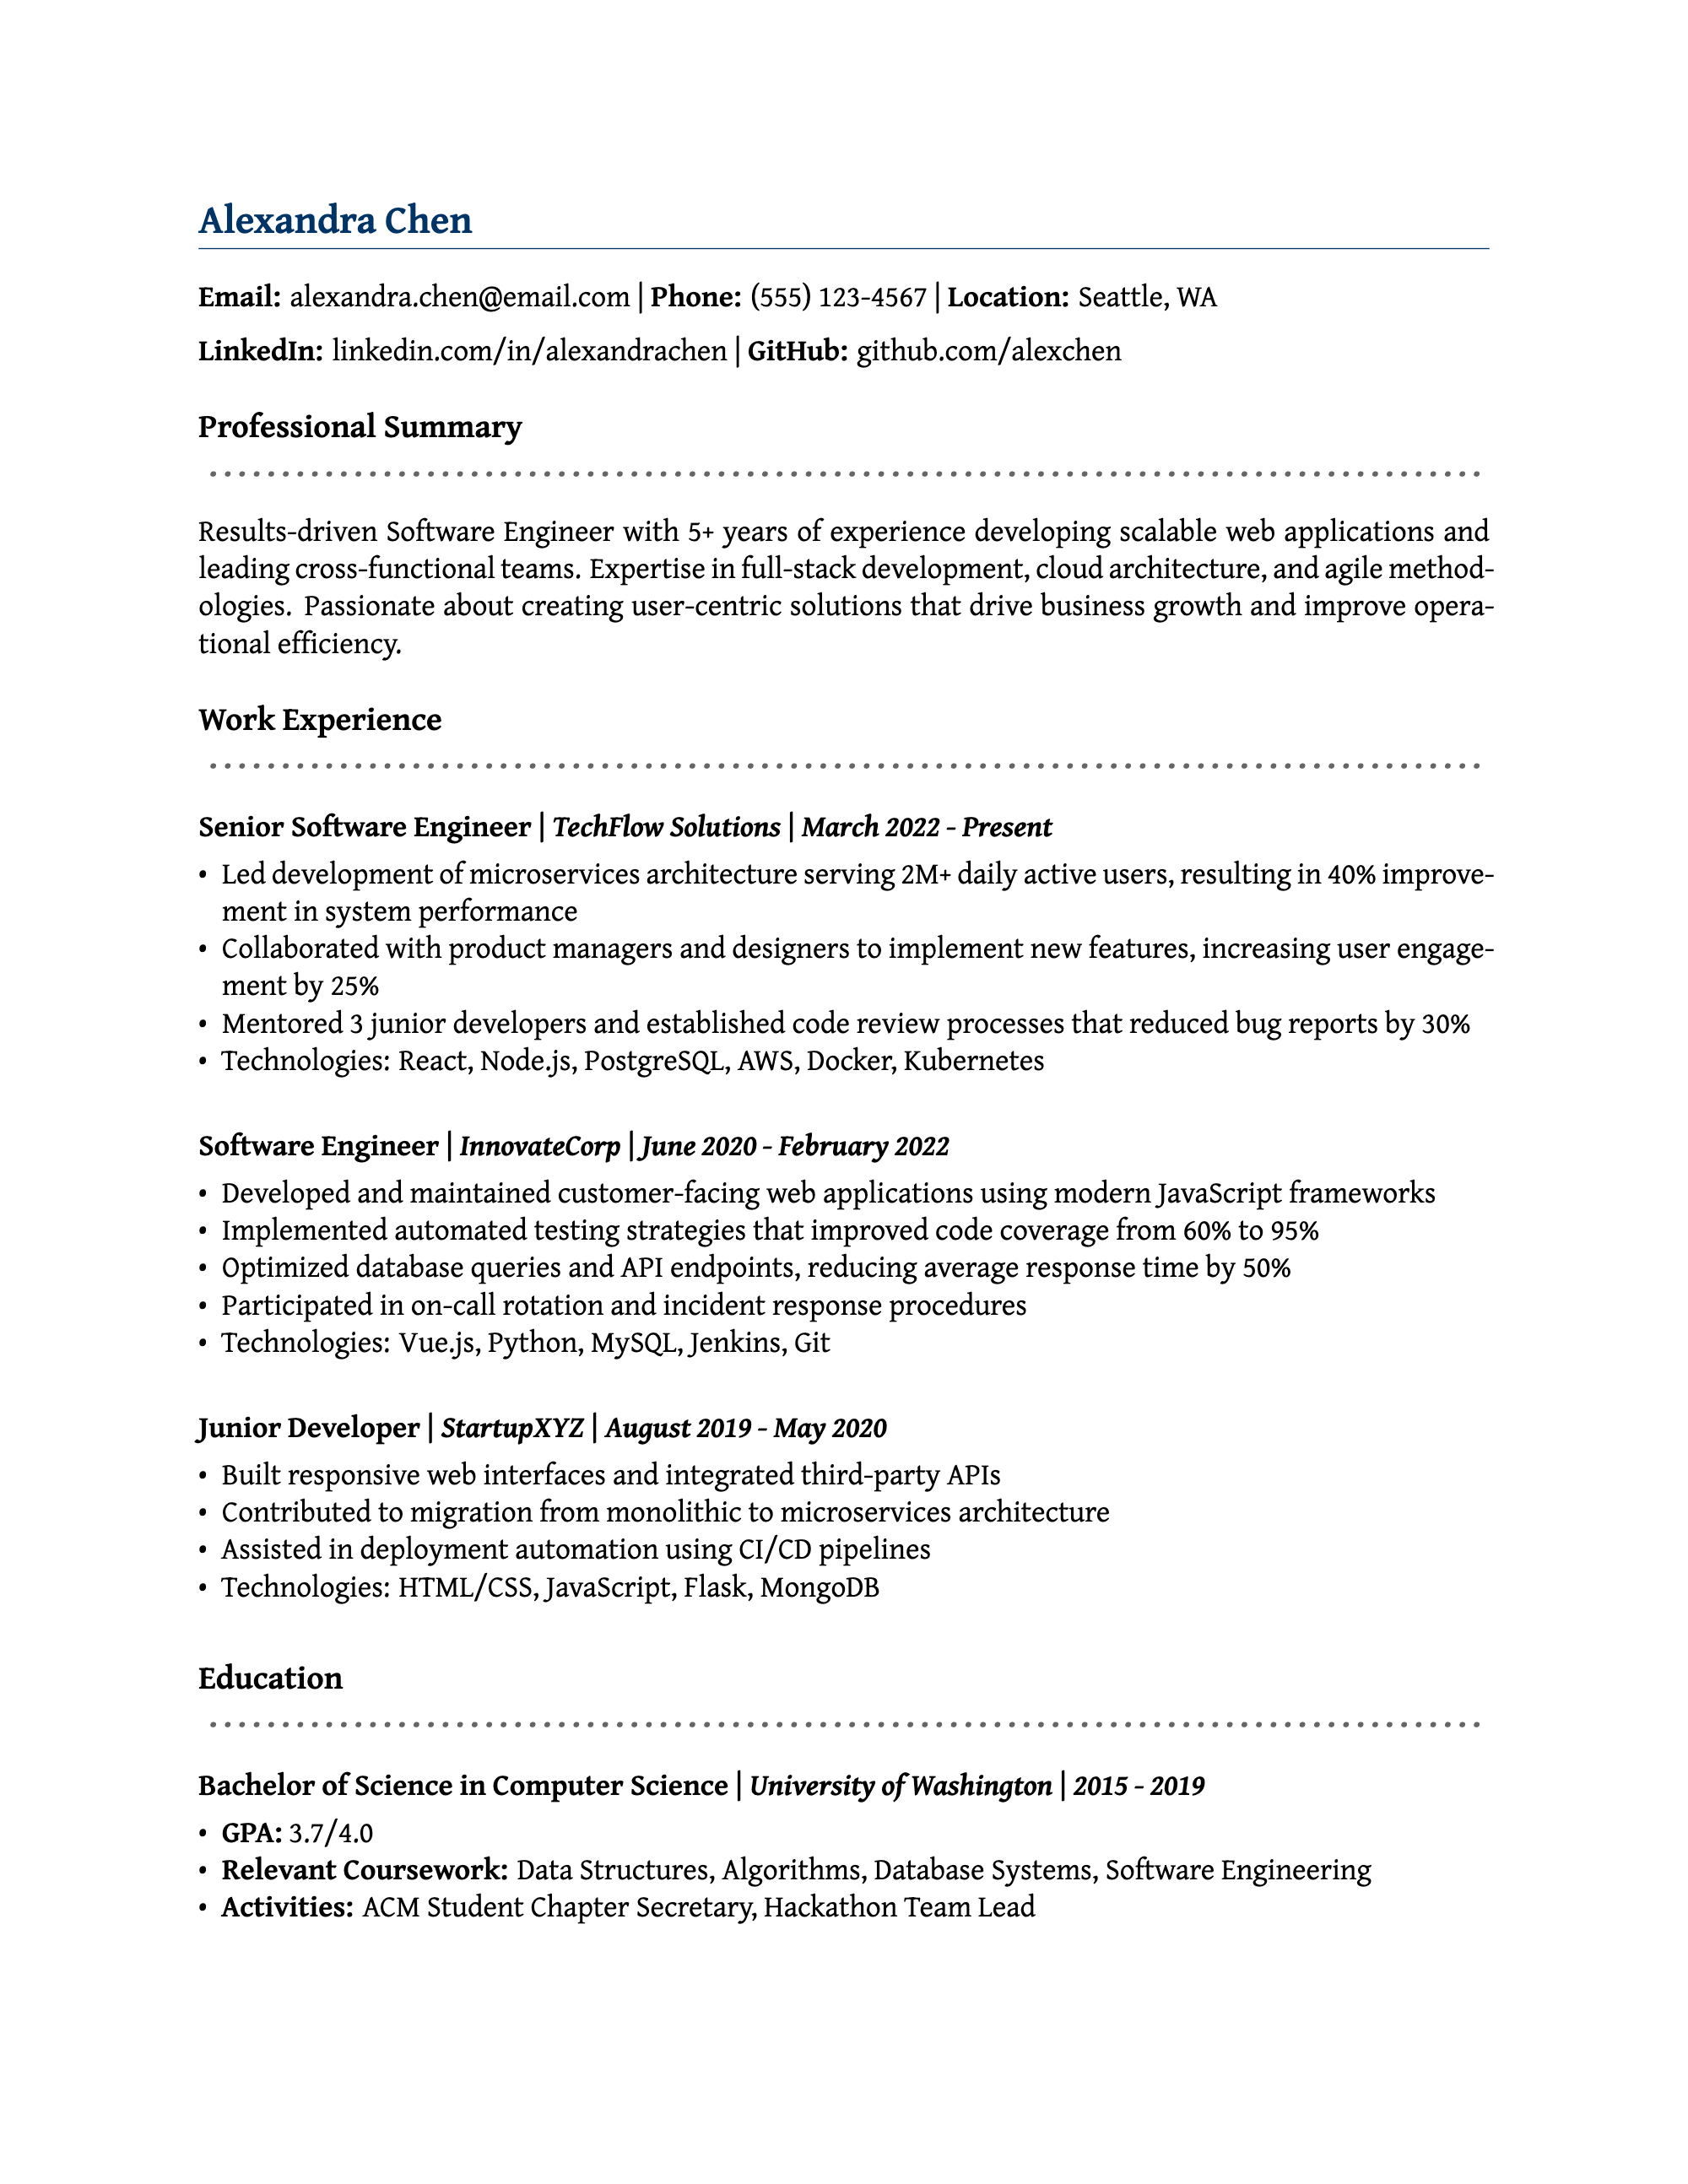 Alexandra Chen
Email: alexandra.chen@email.com | Phone: (555) 123-4567 | Location: Seattle, WA
LinkedIn: linkedin.com/in/alexandrachen | GitHub: github.com/alexchen
Professional Summary
Results-driven Software Engineer with 5+ years of experience developing scalable web applications and
leading cross-functional teams. Expertise in full-stack development, cloud architecture, and agile method-
ologies. Passionate about creating user-centric solutions that drive business growth and improve opera-
tional efficiency.
Work Experience
Senior Software Engineer | TechFlow Solutions | March 2022 - Present
• Led development of microservices architecture serving 2M+ daily active users, resulting in 40% improve-
ment in system performance
• Collaborated with product managers and designers to implement new features, increasing user engage-
ment by 25%
• Mentored 3 junior developers and established code review processes that reduced bug reports by 30%
• Technologies: React, Node.js, PostgreSQL, AWS, Docker, Kubernetes
Software Engineer | InnovateCorp | June 2020 - February 2022
• Developed and maintained customer-facing web applications using modern JavaScript frameworks
• Implemented automated testing strategies that improved code coverage from 60% to 95%
• Optimized database queries and API endpoints, reducing average response time by 50%
• Participated in on-call rotation and incident response procedures
• Technologies: Vue.js, Python, MySQL, Jenkins, Git
Junior Developer | StartupXYZ | August 2019 - May 2020
• Built responsive web interfaces and integrated third-party APIs
• Contributed to migration from monolithic to microservices architecture
• Assisted in deployment automation using CI/CD pipelines
• Technologies: HTML/CSS, JavaScript, Flask, MongoDB
Education
Bachelor of Science in Computer Science | University of Washington | 2015 - 2019
• GPA: 3.7/4.0
• Relevant Coursework: Data Structures, Algorithms, Database Systems, Software Engineering
• Activities: ACM Student Chapter Secretary, Hackathon Team Lead